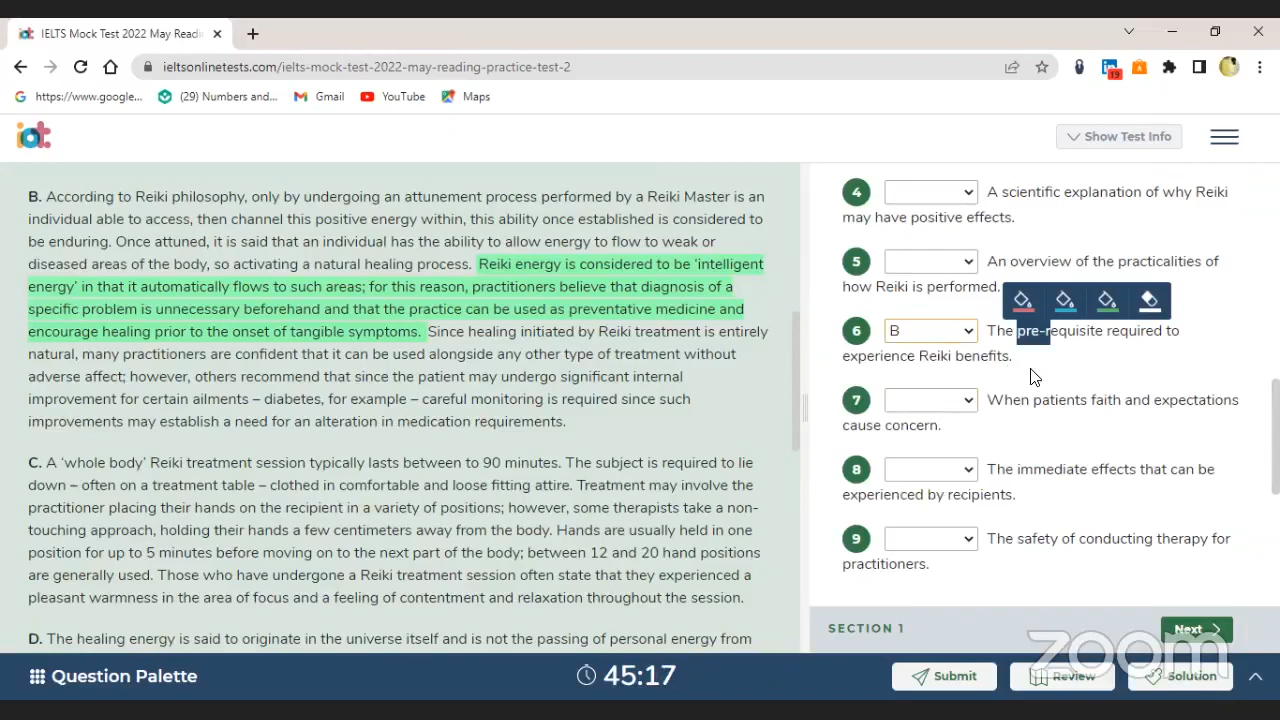 IELTS Mock Test 2022 May Readi
ieltsonlinetests.com/ielts-mock-test-2022-may-reading-practice-test-2
19
https://www.google... (29) Numbers and... Gmail YouTube Maps
iot
Show Test Info
B. According to Reiki philosophy, only by undergoing an attunement process performed by a Reiki Master is an
individual able to access, then channel this positive energy within, this ability once established is considered to
be enduring. Once attuned, it is said that an individual has the ability to allow energy to flow to weak or
diseased areas of the body, so activating a natural healing process. Reiki energy is considered to be ‘intelligent
energy’ in that it automatically flows to such areas; for this reason, practitioners believe that diagnosis of a
specific problem is unnecessary beforehand and that the practice can be used as preventative medicine and
encourage healing prior to the onset of tangible symptoms. Since healing initiated by Reiki treatment is entirely
natural, many practitioners are confident that it can be used alongside any other type of treatment without
adverse affect; however, others recommend that since the patient may undergo significant internal
improvement for certain ailments – diabetes, for example – careful monitoring is required since such
improvements may establish a need for an alteration in medication requirements.
C. A ‘whole body’ Reiki treatment session typically lasts between to 90 minutes. The subject is required to lie
down – often on a treatment table – clothed in comfortable and loose fitting attire. Treatment may involve the
practitioner placing their hands on the recipient in a variety of positions; however, some therapists take a non-
touching approach, holding their hands a few centimeters away from the body. Hands are usually held in one
position for up to 5 minutes before moving on to the next part of the body; between 12 and 20 hand positions
are generally used. Those who have undergone a Reiki treatment session often state that they experienced a
pleasant warmness in the area of focus and a feeling of contentment and relaxation throughout the session.
D. The healing energy is said to originate in the universe itself and is not the passing of personal energy from
4 A scientific explanation of why Reiki
may have positive effects.
5 An overview of the practicalities of
how Reiki is performed.
6 B The pre-requisite required to
experience Reiki benefits.
7 When patients faith and expectations
cause concern.
8 The immediate effects that can be
experienced by recipients.
9 The safety of conducting therapy for
practitioners.
SECTION 1 Next
Question Palette 45:17 Submit Review Solution
zoom